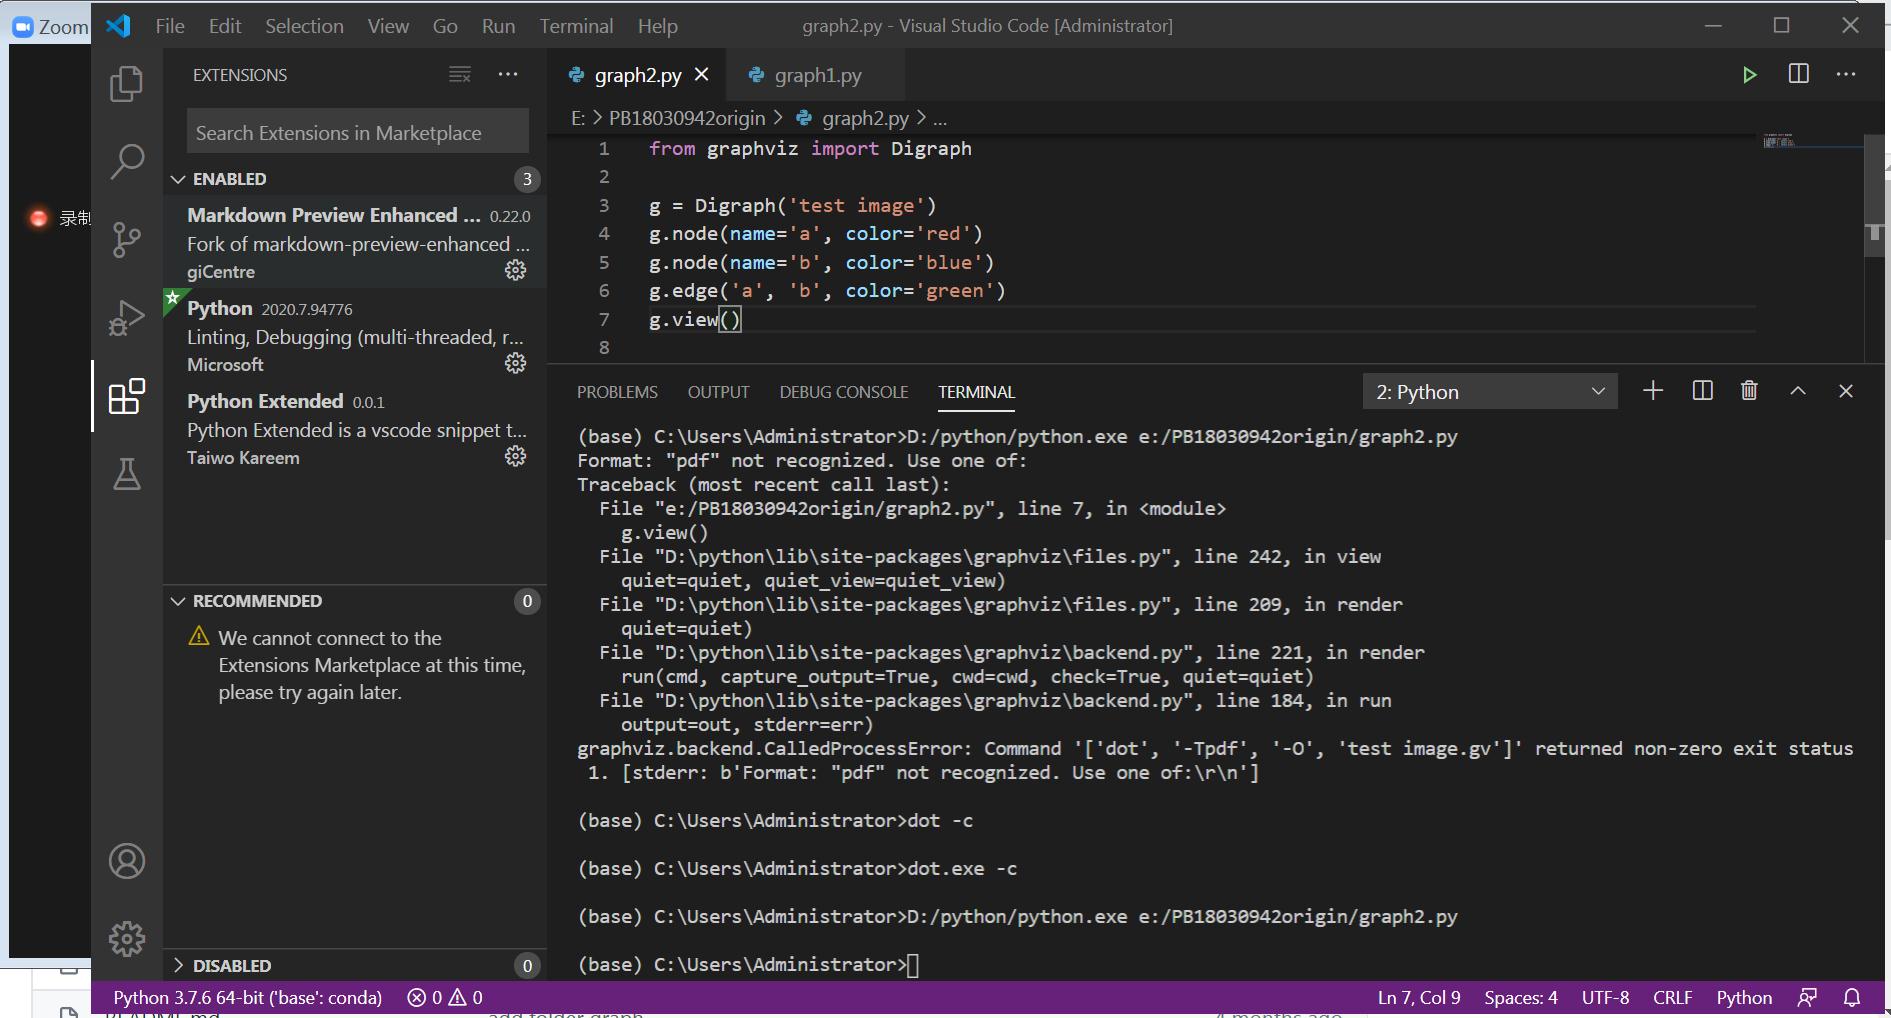 Zoom
File Edit Selection View Go Run Terminal Help
graph2.py - Visual Studio Code [Administrator]
录制
EXTENSIONS
Search Extensions in Marketplace
ENABLED 3
Markdown Preview Enhanced ... 0.22.0
Fork of markdown-preview-enhanced ...
giCentre
Python 2020.7.94776
Linting, Debugging (multi-threaded, r...
Microsoft
Python Extended 0.0.1
Python Extended is a vscode snippet t...
Taiwo Kareem
RECOMMENDED 0
We cannot connect to the
Extensions Marketplace at this time,
please try again later.
DISABLED 0
graph2.py graph1.py
E: > PB18030942origin > graph2.py > ...
1 from graphviz import Digraph
2
3 g = Digraph('test image')
4 g.node(name='a', color='red')
5 g.node(name='b', color='blue')
6 g.edge('a', 'b', color='green')
7 g.view()
8
PROBLEMS OUTPUT DEBUG CONSOLE TERMINAL 2: Python
(base) C:\Users\Administrator>D:/python/python.exe e:/PB18030942origin/graph2.py
Format: "pdf" not recognized. Use one of:
Traceback (most recent call last):
File "e:/PB18030942origin/graph2.py", line 7, in <module>
g.view()
File "D:\python\lib\site-packages\graphviz\files.py", line 242, in view
quiet=quiet, quiet_view=quiet_view)
File "D:\python\lib\site-packages\graphviz\files.py", line 209, in render
quiet=quiet)
File "D:\python\lib\site-packages\graphviz\backend.py", line 221, in render
run(cmd, capture_output=True, cwd=cwd, check=True, quiet=quiet)
File "D:\python\lib\site-packages\graphviz\backend.py", line 184, in run
output=out, stderr=err)
graphviz.backend.CalledProcessError: Command '['dot', '-Tpdf', '-O', 'test image.gv']' returned non-zero exit status
1. [stderr: b'Format: "pdf" not recognized. Use one of:\r\n']
(base) C:\Users\Administrator>dot -c
(base) C:\Users\Administrator>dot.exe -c
(base) C:\Users\Administrator>D:/python/python.exe e:/PB18030942origin/graph2.py
(base) C:\Users\Administrator>
Python 3.7.6 64-bit ('base': conda) 0 0 Ln 7, Col 9 Spaces: 4 UTF-8 CRLF Python
README.md add folder graph 4 months ago